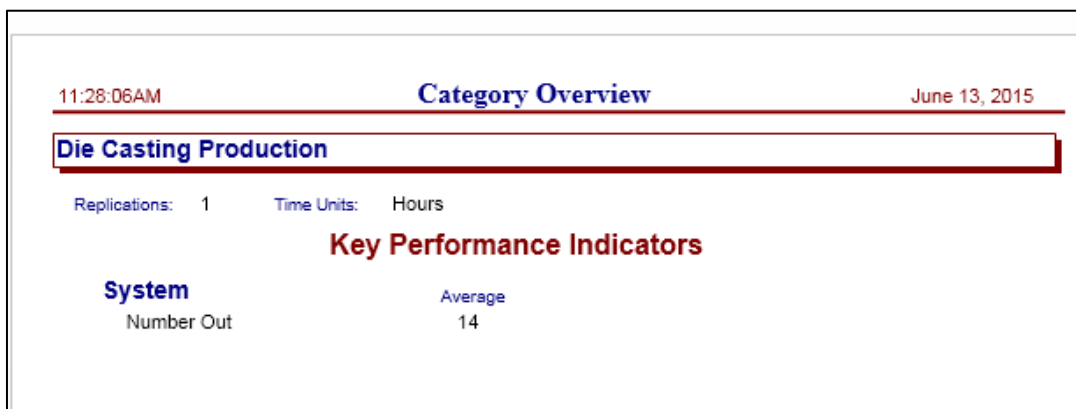 11:28:06AM Category Overview June 13, 2015
Die Casting Production
Replications: 1 Time Units: Hours
Key Performance Indicators
System Average
Number Out 14